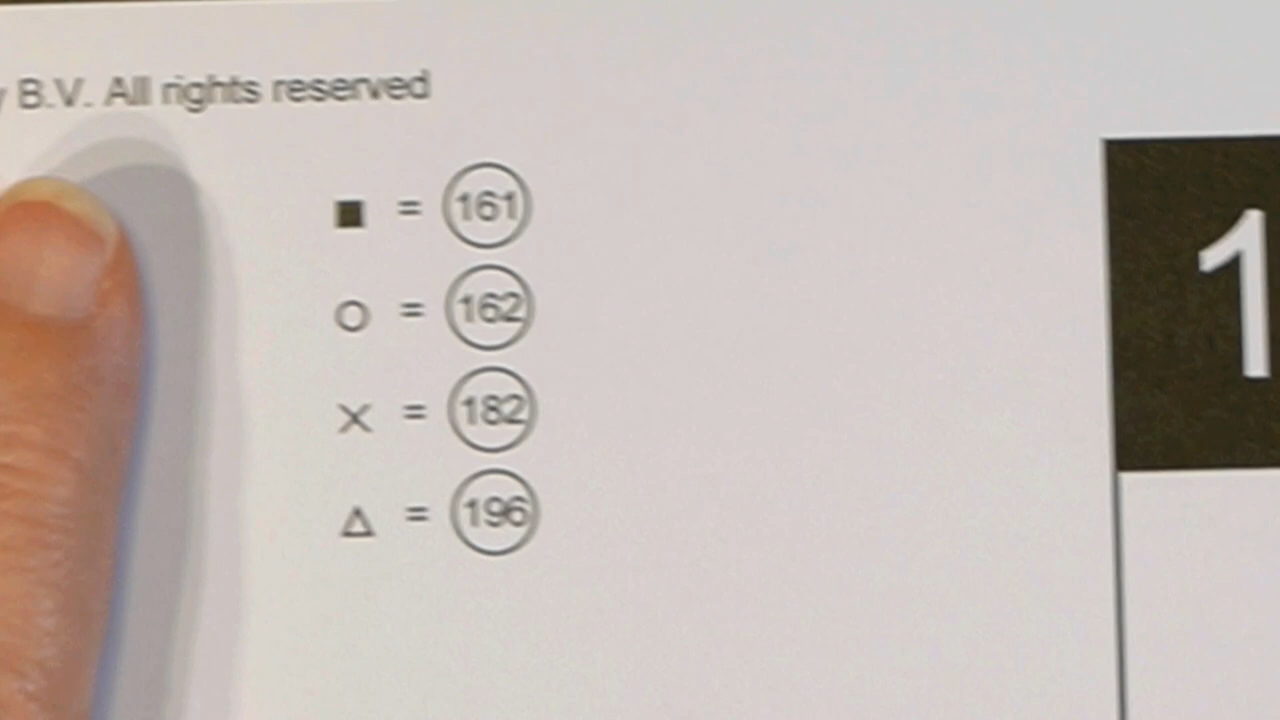 B.V. All rights reserved
■ = 161
○ = 162
× = 182
△ = 196
1